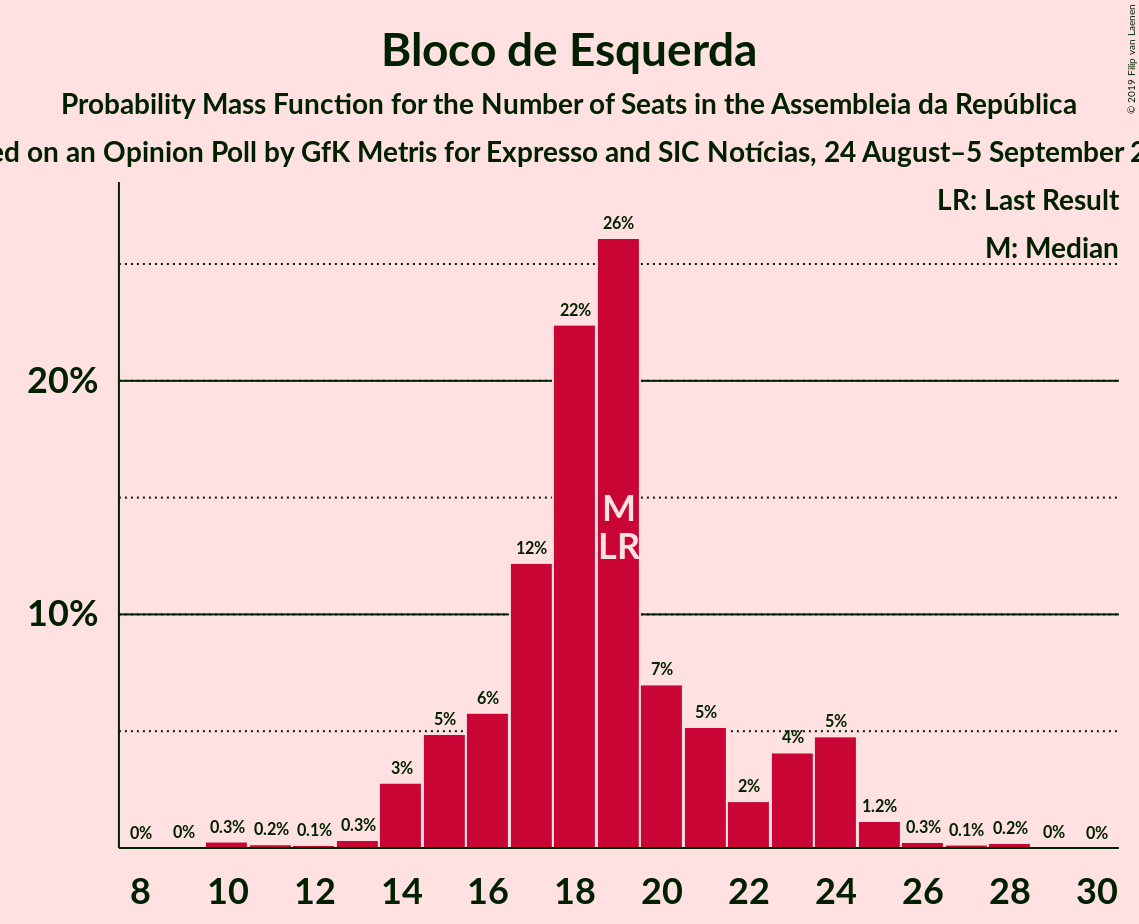 Bloco de Esquerda
Probability Mass Function for the Number of Seats in the Assembleia da República
on an Opinion Poll by GfK Metris for Expresso and SIC Notícias, 24 August–5 September
© 2019 Filip van Laenen
LR: Last Result
M: Median
26%
22%
20%
M
LR
12%
10%
7%
6%
5%
5%
5%
4%
3%
2%
1.2%
0% 0% 0.3% 0.2% 0.1% 0.3% 0.3% 0.1% 0.2% 0% 0%
8 10 12 14 16 18 20 22 24 26 28 30